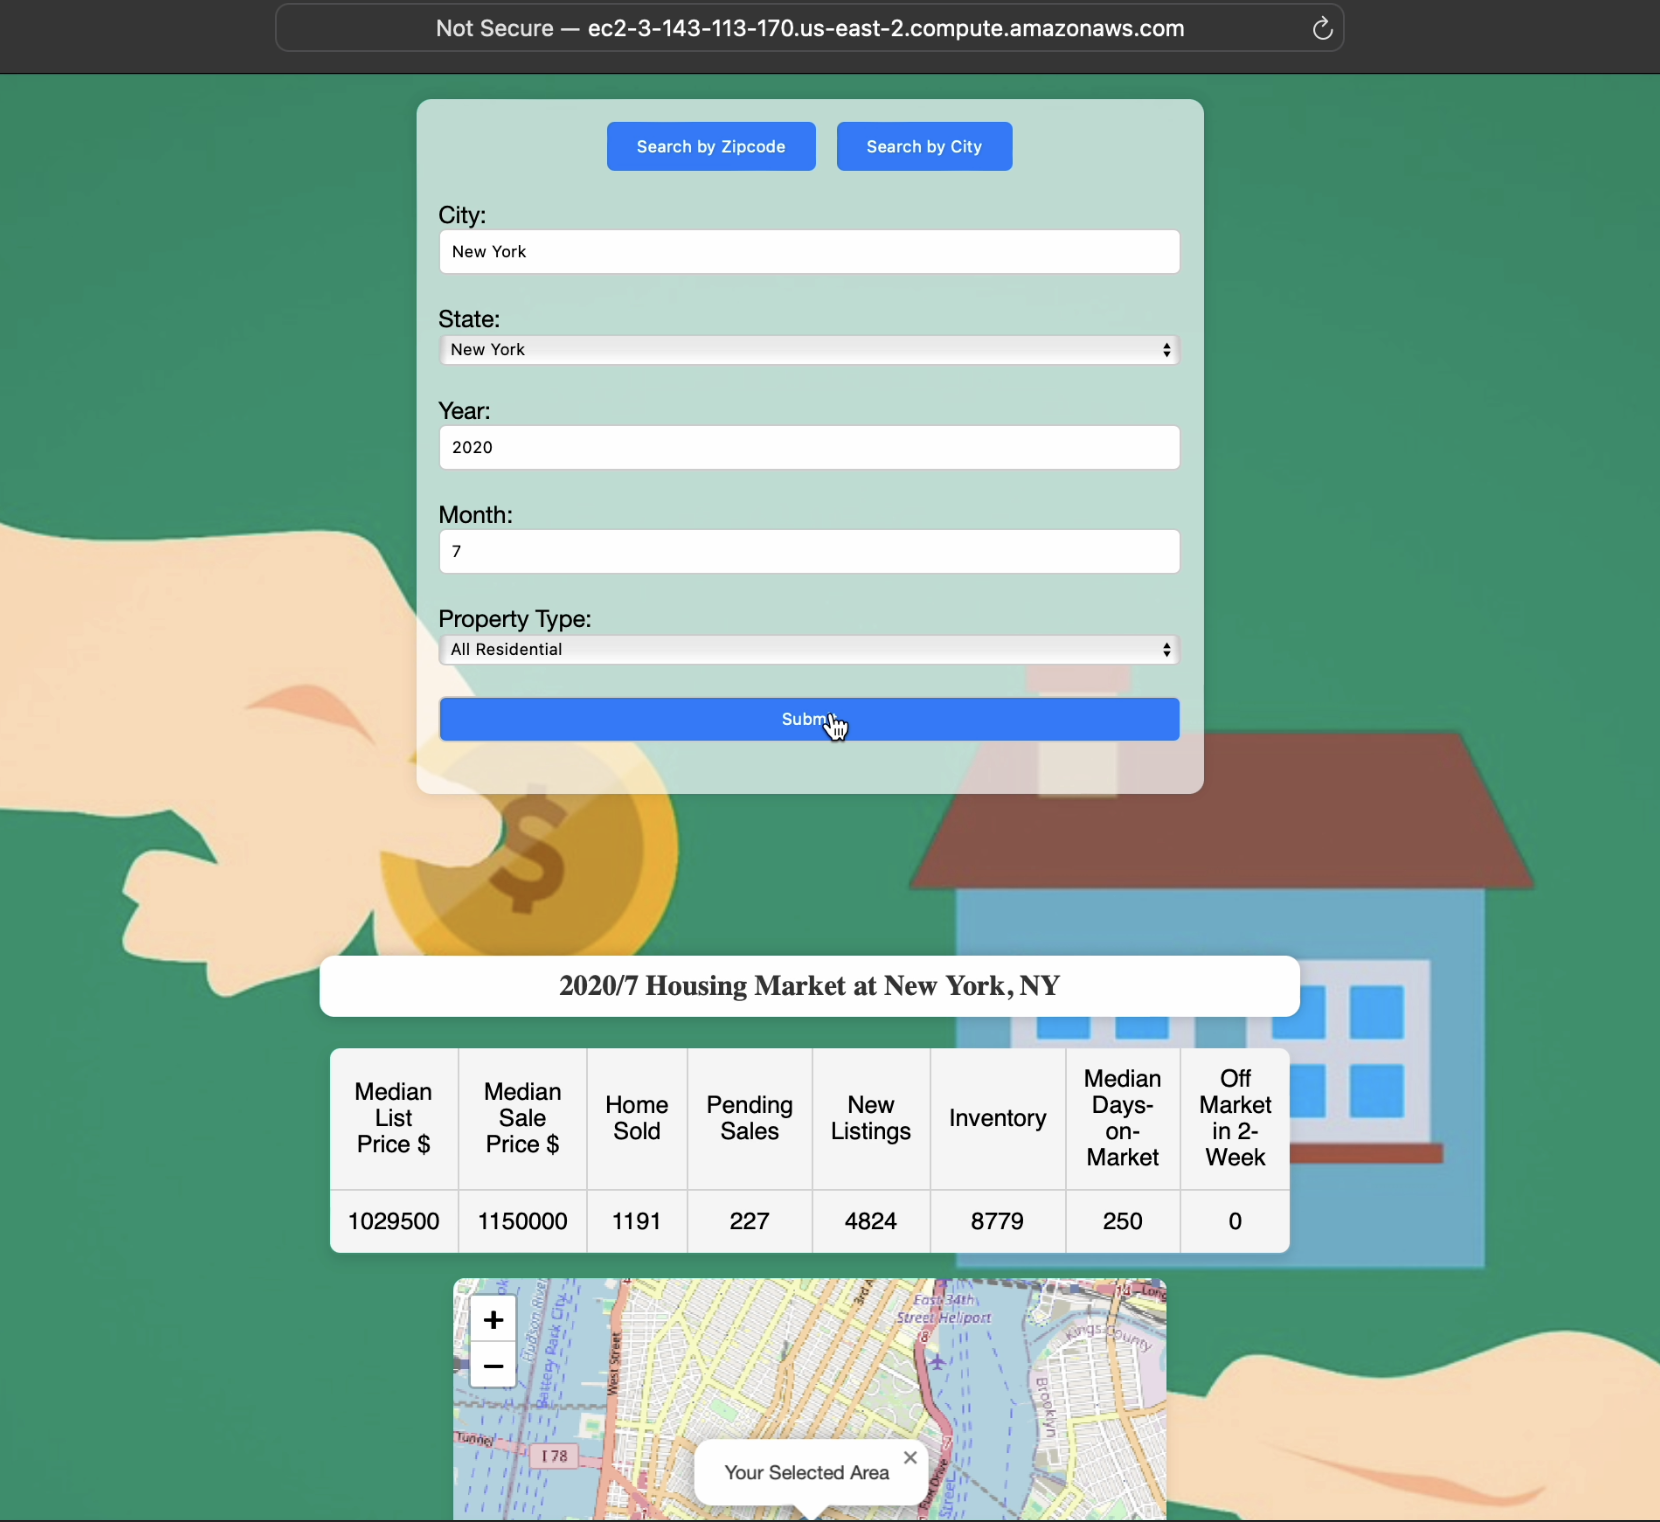 Not Secure — ec2-3-143-113-170.us-east-2.compute.amazonaws.com
Search by Zipcode
Search by City
City:
New York
State:
New York
Year:
2020
Month:
7
Property Type:
All Residential
Subm
$
2020/7 Housing Market at New York, NY
Median List Price $
Median Sale Price $
Home Sold
Pending Sales
New Listings
Inventory
Median Days-on-Market
Off Market in 2-Week
1029500
1150000
1191
227
4824
8779
250
0
+
−
Hudson River
Battery Park City
West Street
3rd A
East 34th
Street Heliport
14
Long
Kings County
Brooklyn
Tunnel
I 78
Your Selected Area
×
Drive
Street